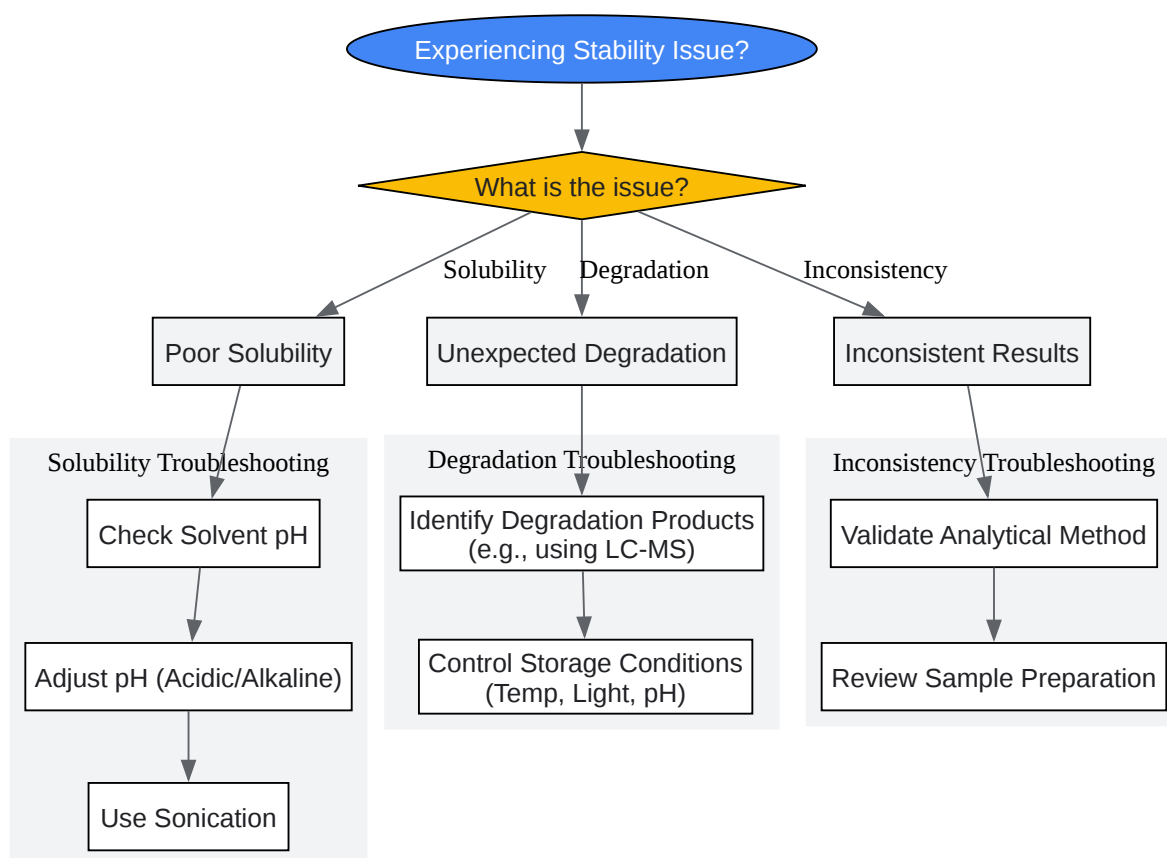 Experiencing Stability Issue?
What is the issue?
Solubility
Degradation
Inconsistency
Poor Solubility
Unexpected Degradation
Inconsistent Results
Solubility Troubleshooting
Degradation Troubleshooting
Inconsistency Troubleshooting
Check Solvent pH
Identify Degradation Products
(e.g., using LC-MS)
Validate Analytical Method
Adjust pH (Acidic/Alkaline)
Control Storage Conditions
(Temp, Light, pH)
Review Sample Preparation
Use Sonication